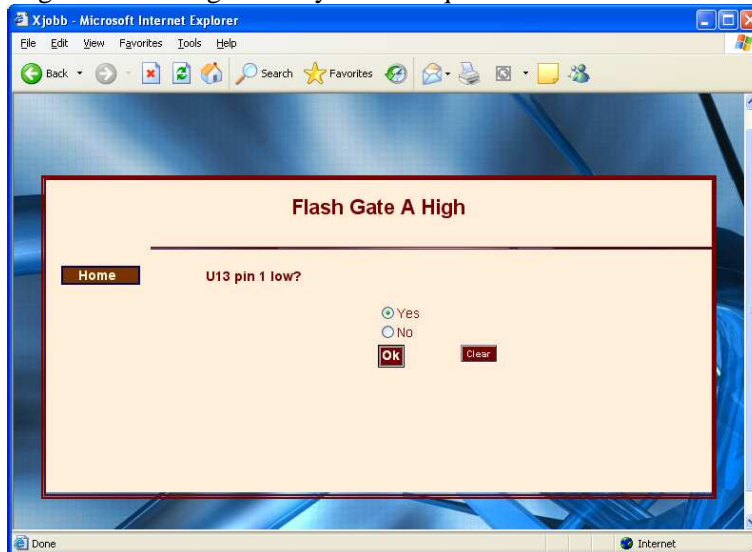 Xjobb - Microsoft Internet Explorer
File Edit View Favorites Tools Help
Back Search Favorites
Flash Gate A High
Home
U13 pin 1 low?
Yes
No
Ok Clear
Done Internet